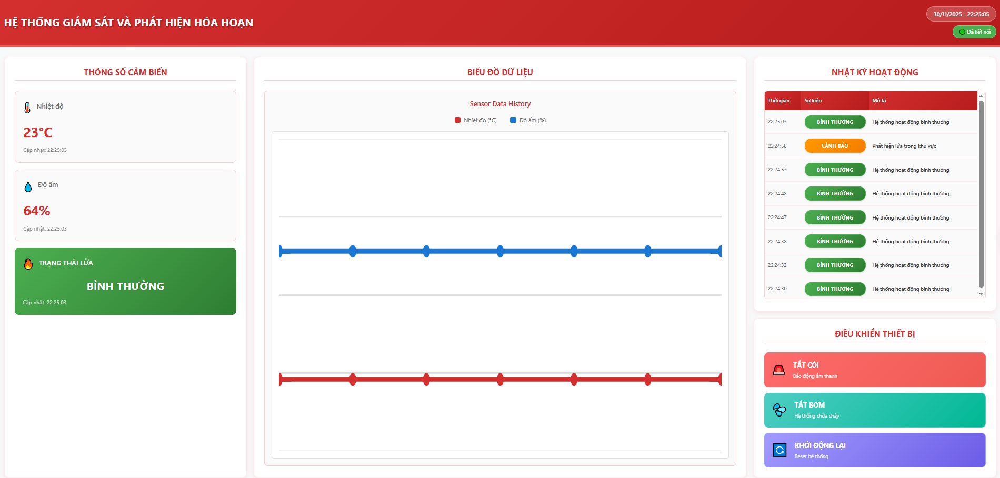 HỆ THỐNG GIÁM SÁT VÀ PHÁT HIỆN HỎA HOẠN
30/11/2025 - 22:25:05
Đã kết nối
THÔNG SỐ CẢM BIẾN
Nhiệt độ
23°C
Cập nhật: 22:25:03
Độ ẩm
64%
Cập nhật: 22:25:03
TRẠNG THÁI LỬA
BÌNH THƯỜNG
Cập nhật: 22:25:03
BIỂU ĐỒ DỮ LIỆU
Sensor Data History
Nhiệt độ (°C) Độ ẩm (%)
NHẬT KÝ HOẠT ĐỘNG
Thời gian Sự kiện Mô tả
22:25:03 BÌNH THƯỜNG Hệ thống hoạt động bình thường
22:24:58 CẢNH BÁO Phát hiện lửa trong khu vực
22:24:53 BÌNH THƯỜNG Hệ thống hoạt động bình thường
22:24:48 BÌNH THƯỜNG Hệ thống hoạt động bình thường
22:24:47 BÌNH THƯỜNG Hệ thống hoạt động bình thường
22:24:38 BÌNH THƯỜNG Hệ thống hoạt động bình thường
22:24:33 BÌNH THƯỜNG Hệ thống hoạt động bình thường
22:24:30 BÌNH THƯỜNG Hệ thống hoạt động bình thường
ĐIỀU KHIỂN THIẾT BỊ
TẮT CÒI
Báo động âm thanh
TẮT BƠM
Hệ thống chữa cháy
KHỞI ĐỘNG LẠI
Reset hệ thống